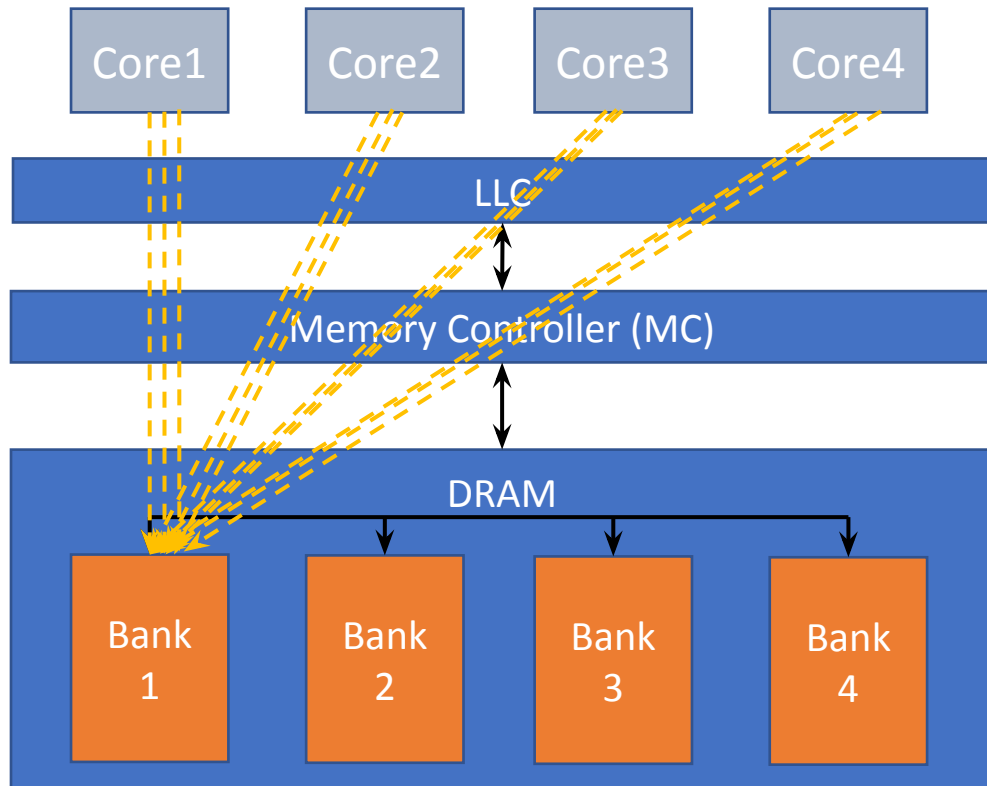 Core1
Core2
Core3
Core4
LLC
Memory Controller (MC)
DRAM
Bank
1
Bank
2
Bank
3
Bank
4